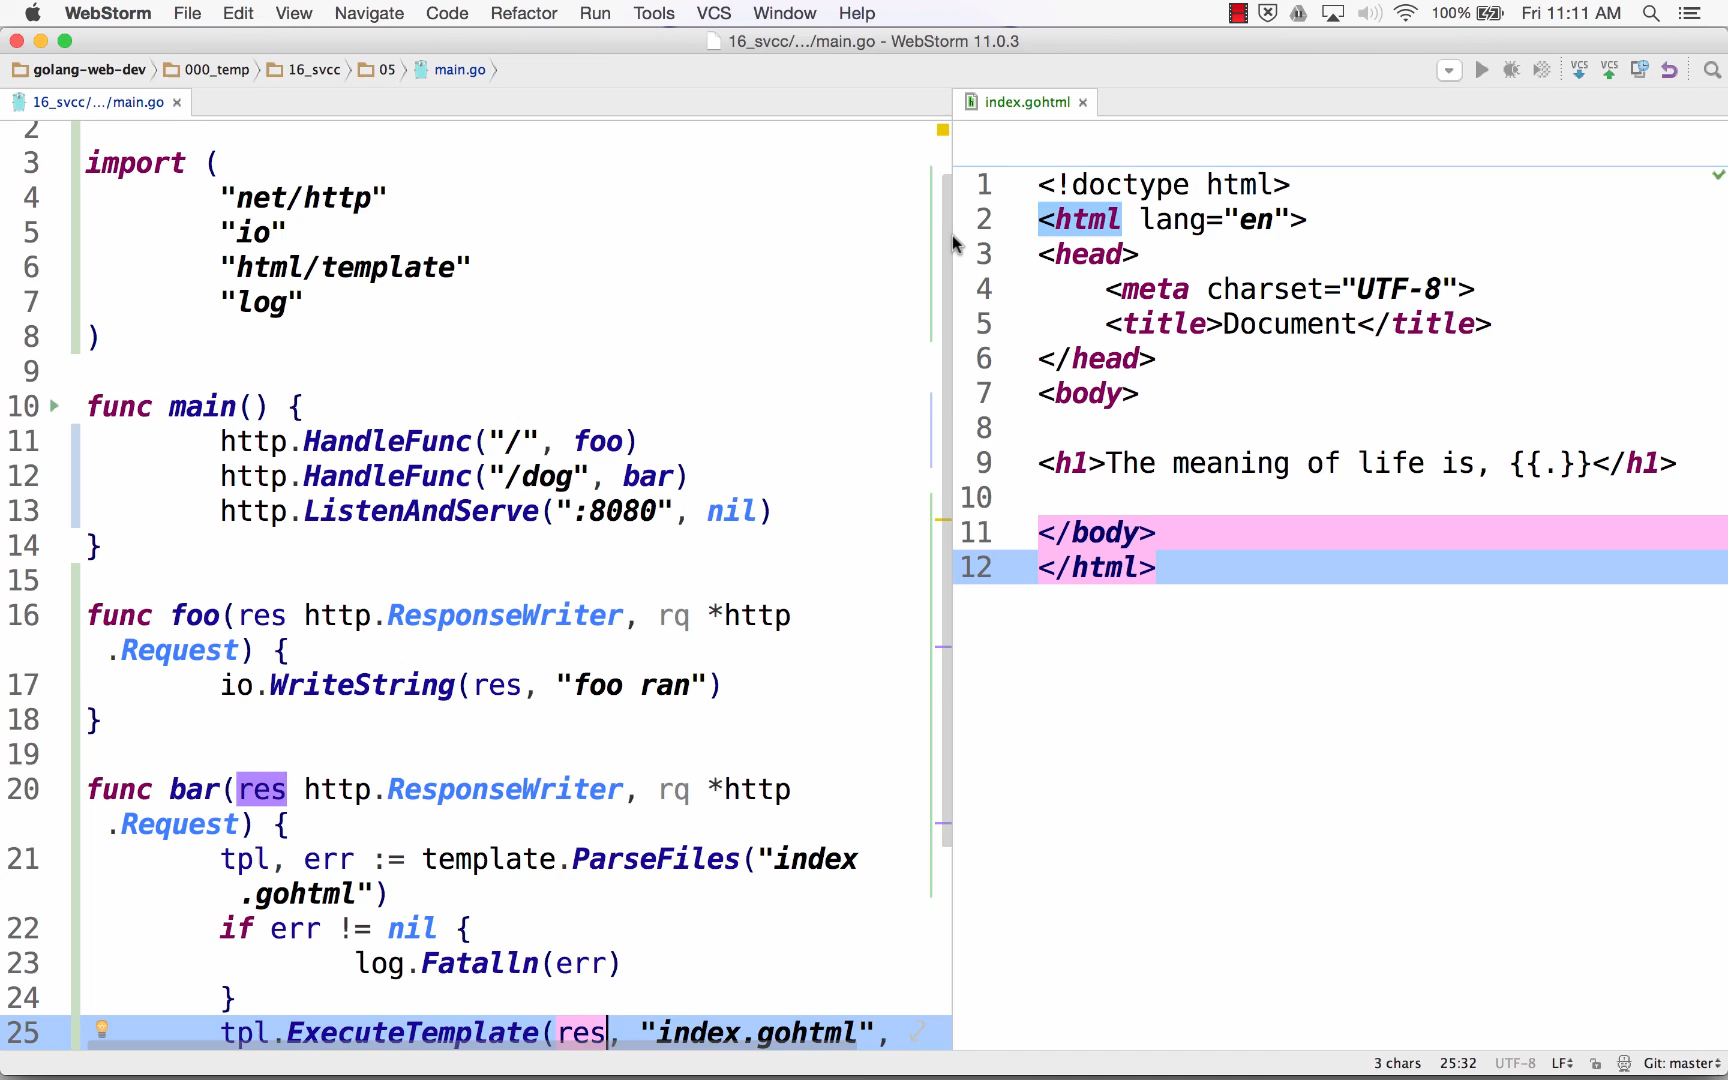 WebStorm File Edit View Navigate Code Refactor Run Tools VCS Window Help 100% Fri 11:11 AM
16_svcc/.../main.go - WebStorm 11.0.3
golang-web-dev 000_temp 16_svcc 05 main.go VCS VCS
16_svcc/.../main.go
2
3 import (
4 "net/http"
5 "io"
6 "html/template"
7 "log"
8 )
9
10 func main() {
11 http.HandleFunc("/", foo)
12 http.HandleFunc("/dog", bar)
13 http.ListenAndServe(":8080", nil)
14 }
15
16 func foo(res http.ResponseWriter, rq *http
.Request) {
17 io.WriteString(res, "foo ran")
18 }
19
20 func bar(res http.ResponseWriter, rq *http
.Request) {
21 tpl, err := template.ParseFiles("index
.gohtml")
22 if err != nil {
23 log.Fatalln(err)
24 }
25 tpl.ExecuteTemplate(res, "index.gohtml",
index.gohtml
1 <!doctype html>
2 <html lang="en">
3 <head>
4 <meta charset="UTF-8">
5 <title>Document</title>
6 </head>
7 <body>
8
9 <h1>The meaning of life is, {{.}}</h1>
10
11 </body>
12 </html>
3 chars 25:32 UTF-8 LF Git: master